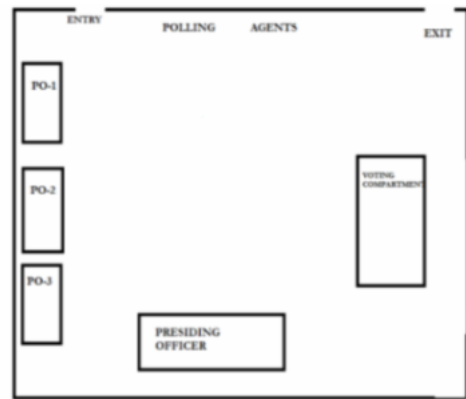 ENTRY
POLLING AGENTS
EXIT
PO-1
VOTING
COMPARTMENT
PO-2
PO-3
PRESIDING
OFFICER